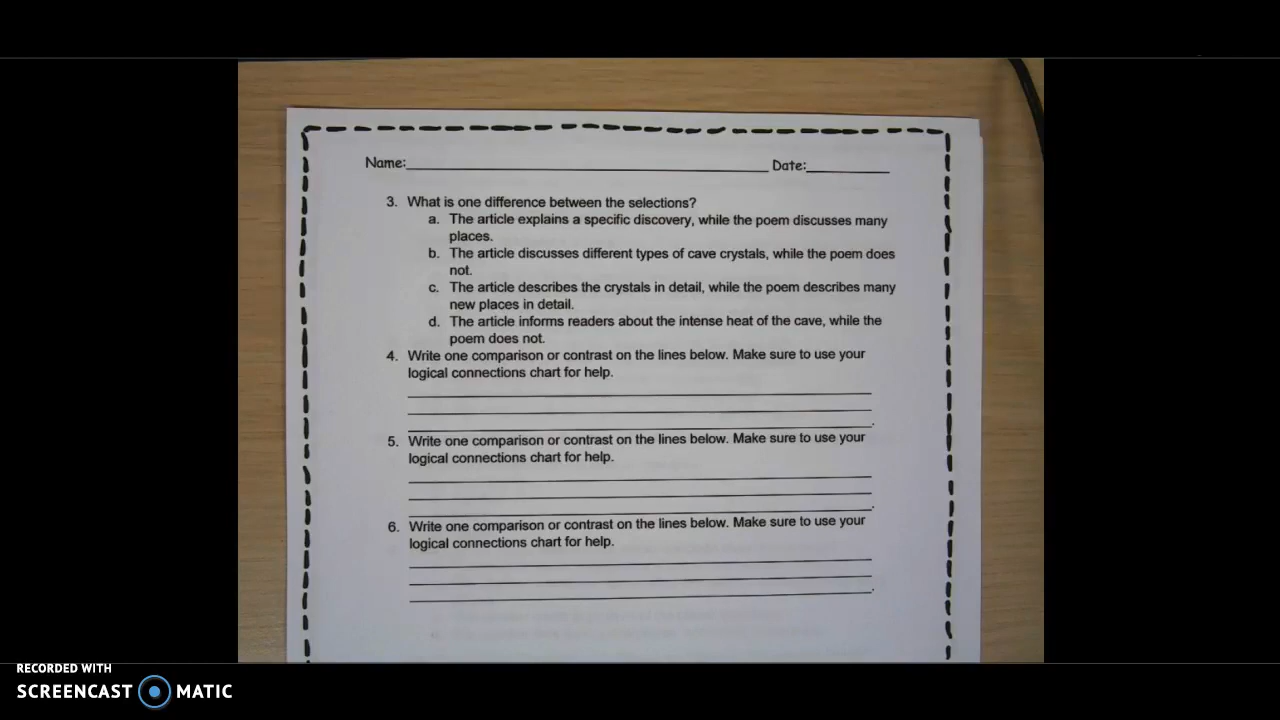 Name: Date:
3. What is one difference between the selections?
a. The article explains a specific discovery, while the poem discusses many
places.
b. The article discusses different types of cave crystals, while the poem does
not.
c. The article describes the crystals in detail, while the poem describes many
new places in detail.
d. The article informs readers about the intense heat of the cave, while the
poem does not.
4. Write one comparison or contrast on the lines below. Make sure to use your
logical connections chart for help.
.
5. Write one comparison or contrast on the lines below. Make sure to use your
logical connections chart for help.
.
6. Write one comparison or contrast on the lines below. Make sure to use your
logical connections chart for help.
.
RECORDED WITH
SCREENCAST MATIC